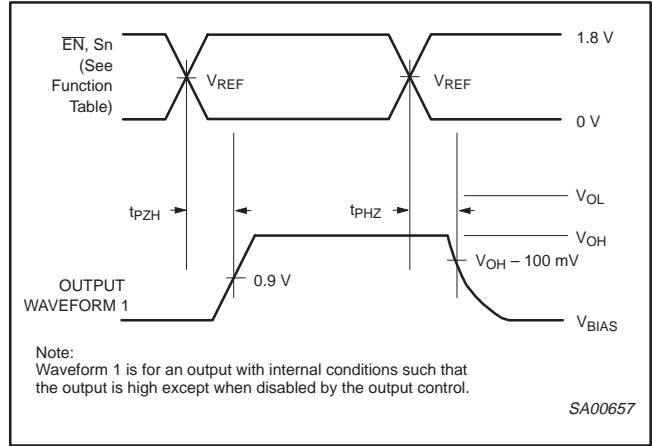 EN, Sn
(See
Function
Table)
1.8 V
VREF
VREF
0 V
tPZH
tPHZ
VOL
VOH
VOH – 100 mV
0.9 V
OUTPUT
WAVEFORM 1
VBIAS
Note:
Waveform 1 is for an output with internal conditions such that
the output is high except when disabled by the output control.
SA00657